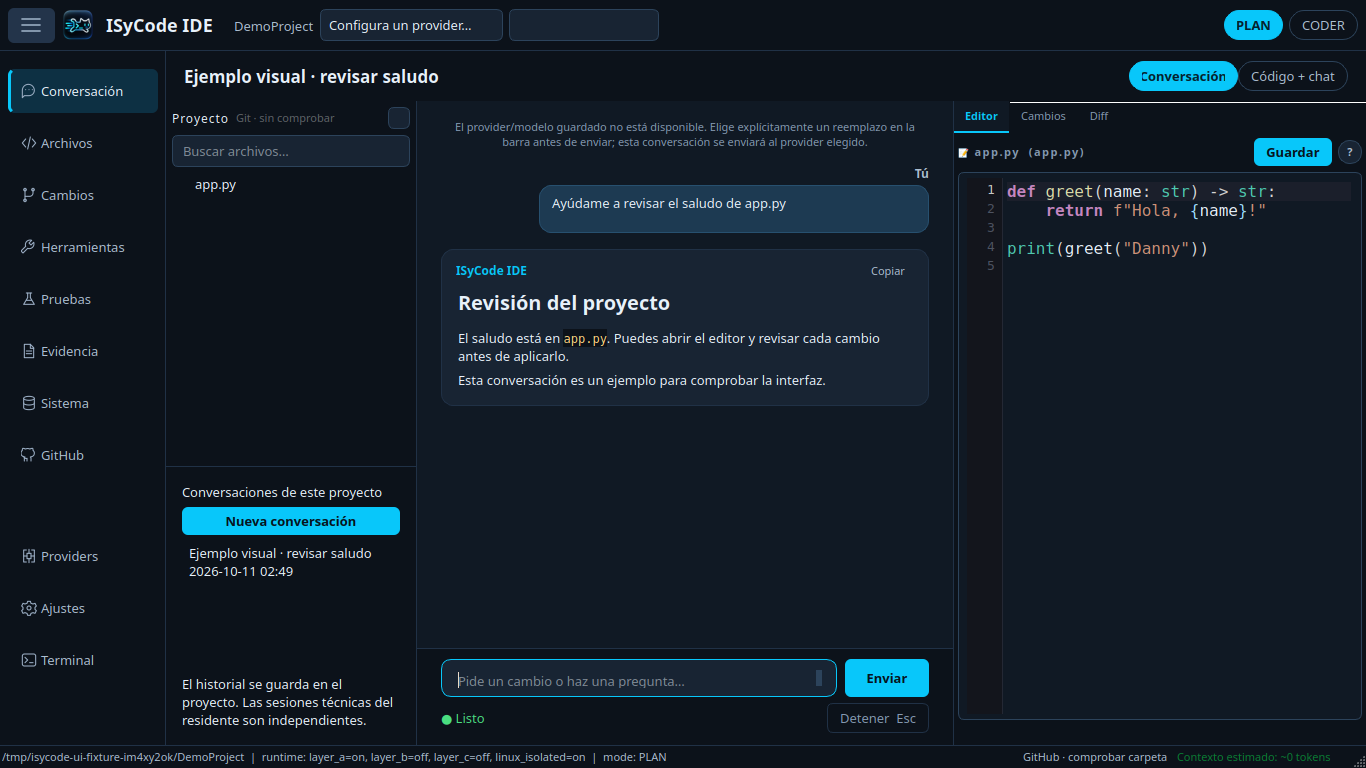 ISyCode IDE
DemoProject
Configura un provider...
PLAN
CODER
Conversación
Archivos
Cambios
Herramientas
Pruebas
Evidencia
Sistema
GitHub
Providers
Ajustes
Terminal
Ejemplo visual · revisar saludo
Conversación
Código + chat
Proyecto
Git · sin comprobar
Buscar archivos...
app.py
Conversaciones de este proyecto
Nueva conversación
Ejemplo visual · revisar saludo
2026-10-11 02:49
El historial se guarda en el
proyecto. Las sesiones técnicas del
residente son independientes.
El provider/modelo guardado no está disponible. Elige explícitamente un reemplazo en la
barra antes de enviar; esta conversación se enviará al provider elegido.
Tú
Ayúdame a revisar el saludo de app.py
ISyCode IDE
Copiar
Revisión del proyecto
El saludo está en app.py. Puedes abrir el editor y revisar cada cambio
antes de aplicarlo.
Esta conversación es un ejemplo para comprobar la interfaz.
Pide un cambio o haz una pregunta...
Enviar
Listo
Detener Esc
Editor
Cambios
Diff
app.py (app.py)
Guardar
?
1 def greet(name: str) -> str:
2     return f"Hola, {name}!"
3
4 print(greet("Danny"))
5
/tmp/isycode-ui-fixture-im4xy2ok/DemoProject | runtime: layer_a=on, layer_b=off, layer_c=off, linux_isolated=on | mode: PLAN
GitHub · comprobar carpeta
Contexto estimado: ~0 tokens